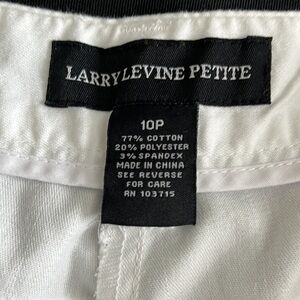 LARRY LEVINE PETITE
10P
77% COTTON
20% POLYESTER
3% SPANDEX
MADE IN CHINA
SEE REVERSE
FOR CARE
RN 103715